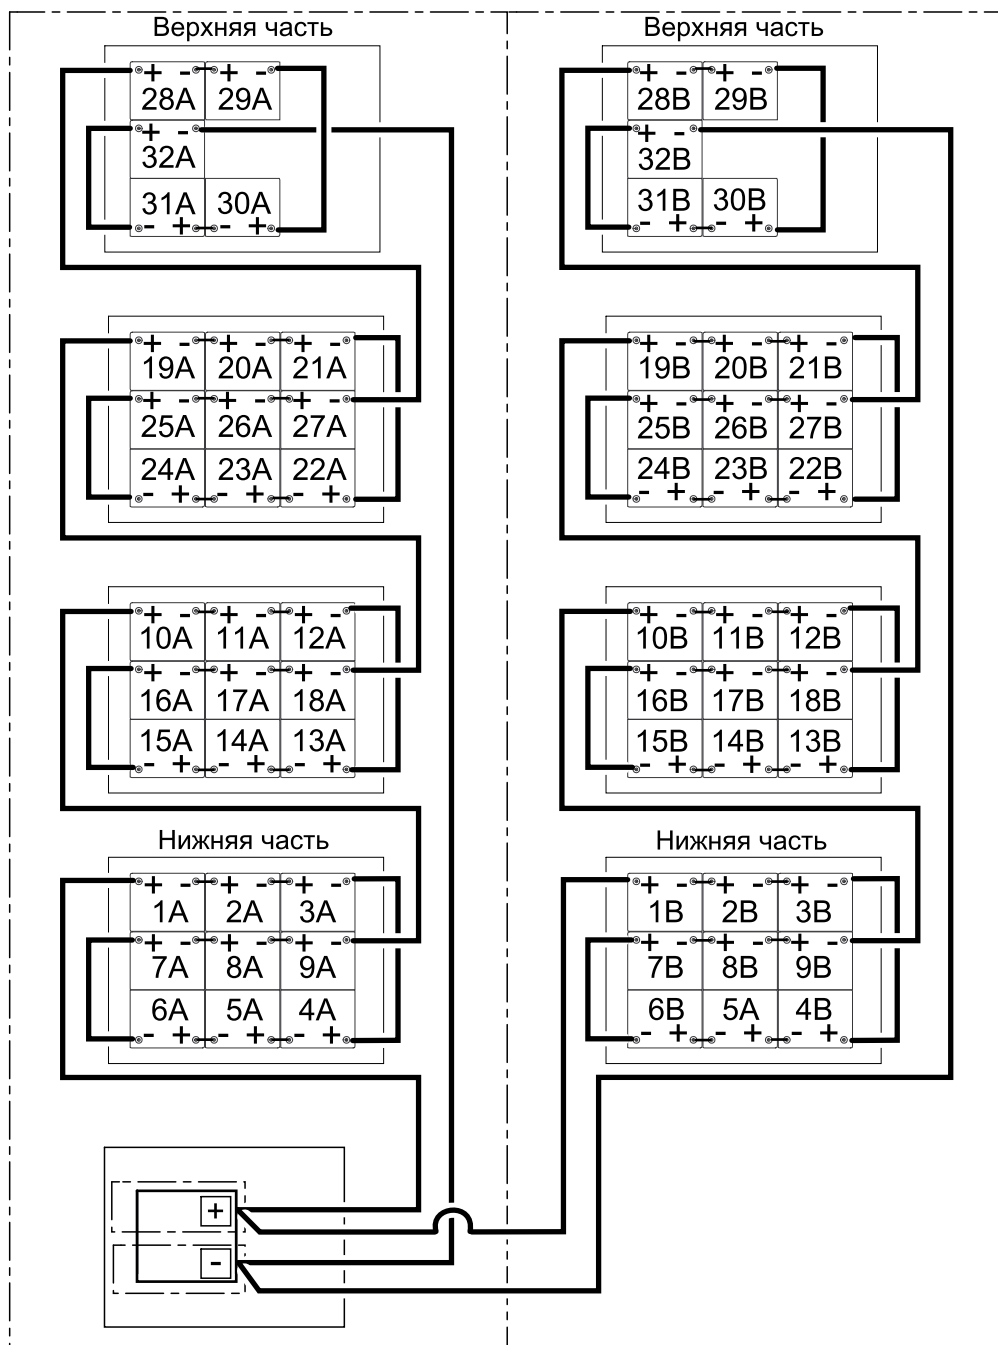 Верхняя часть
+ - + -
28A 29A
+ -
32A
31A 30A
- + - +
+ - + - + -
19A 20A 21A
+ - + - + -
25A 26A 27A
24A 23A 22A
- + - + - +
+ - + - + -
10A 11A 12A
+ - + - + -
16A 17A 18A
15A 14A 13A
- + - + - +
Нижняя часть
+ - + - + -
1A 2A 3A
+ - + - + -
7A 8A 9A
6A 5A 4A
- + - + - +
+
-
Верхняя часть
+ - + -
28B 29B
+ -
32B
31B 30B
- + - +
+ - + - + -
19B 20B 21B
+ - + - + -
25B 26B 27B
24B 23B 22B
- + - + - +
+ - + - + -
10B 11B 12B
+ - + - + -
16B 17B 18B
15B 14B 13B
- + - + - +
Нижняя часть
+ - + - + -
1B 2B 3B
+ - + - + -
7B 8B 9B
6B 5A 4B
- + - + - +